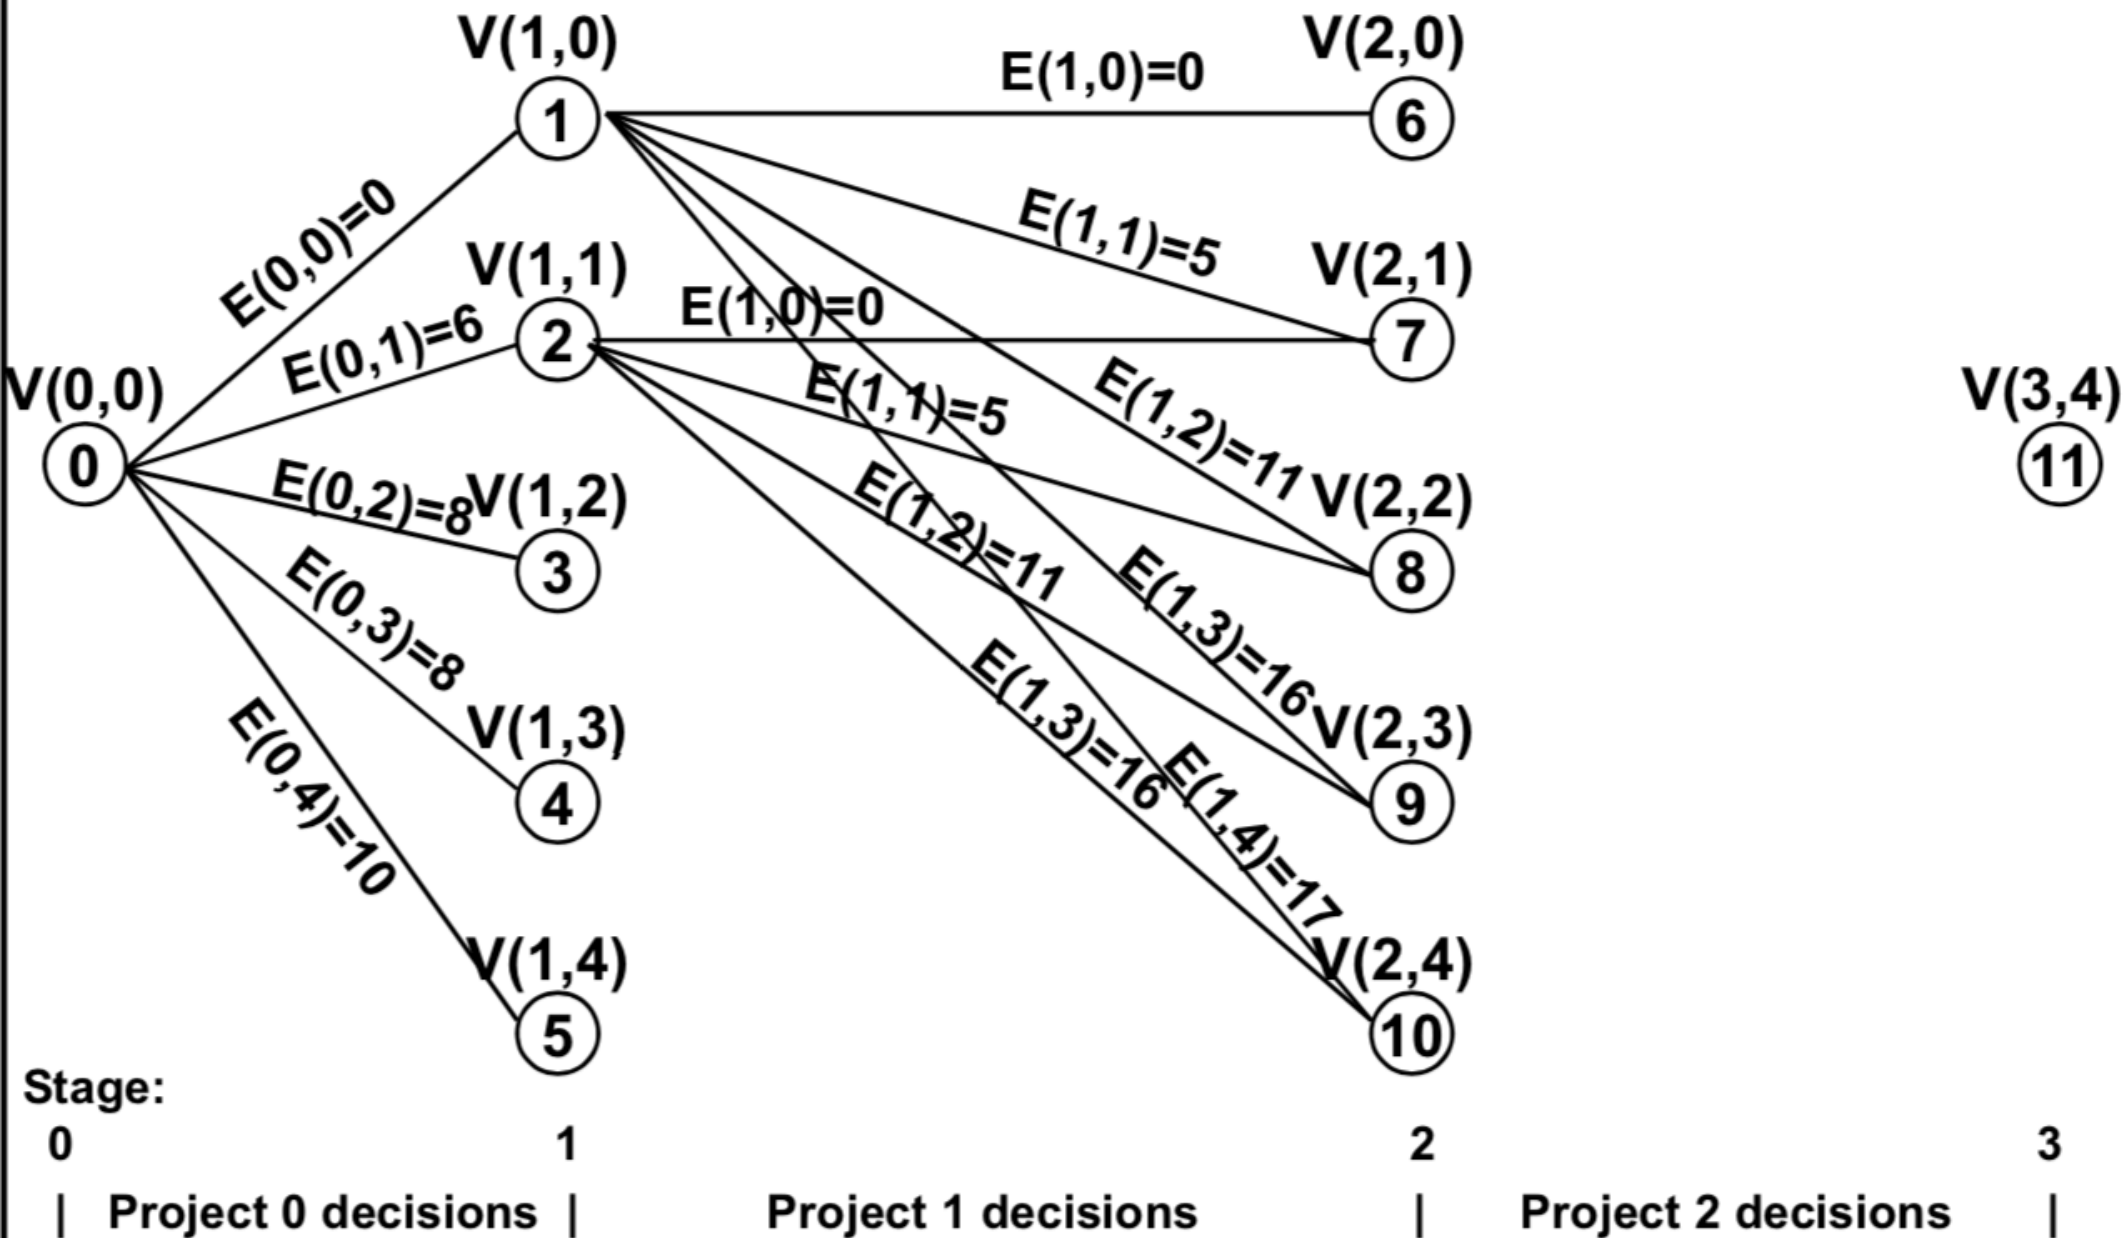 V(1,0)
V(2,0)
E(1,0)=0
1
6
E(0,0)=0
E(1,1)=5
V(1,1)
V(2,1)
E(1,0)=0
E(0,1)=6
2
7
V(0,0)
E(1,1)=5
E(1,2)=11
V(3,4)
0
11
E(0,2)=8
V(1,2)
E(1,2)=11
V(2,2)
3
8
E(0,3)=8
E(1,3)=16
E(1,3)=16
V(1,3)
V(2,3)
E(0,4)=10
4
E(1,4)=17
9
V(1,4)
V(2,4)
5
10
Stage:
0 1 2 3
| Project 0 decisions | Project 1 decisions | Project 2 decisions |